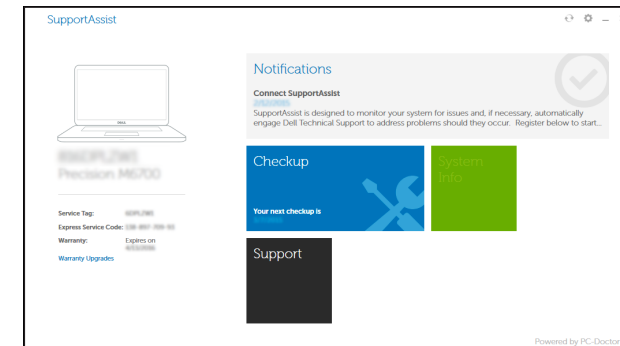 SupportAssist
Notifications
Connect SupportAssist
SupportAssist is designed to monitor your system for issues and, if necessary, automatically
engage Dell Technical Support to address problems should they occur. Register below to start...
DELL
Precision M6700
Checkup
System
Info
Your next checkup is
Service Tag:
Express Service Code:
Warranty: Expires on
Warranty Upgrades
Support
Powered by PC-Doctor